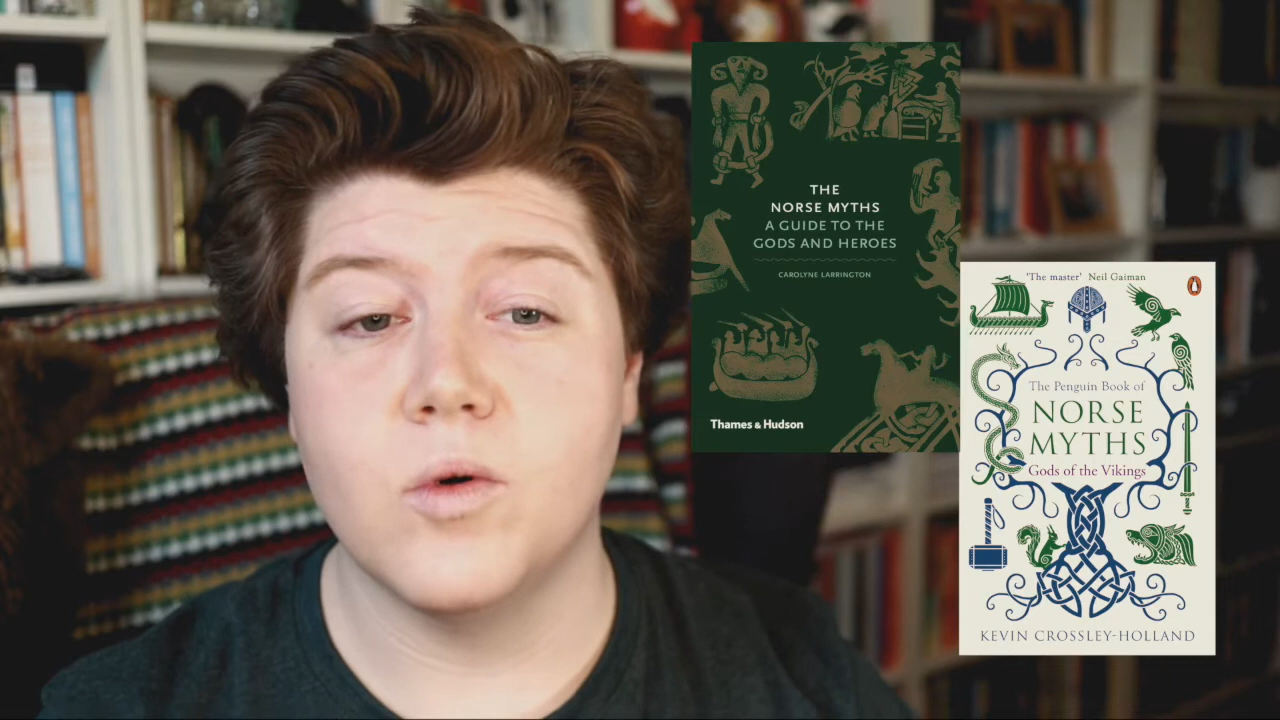 THE
NORSE MYTHS
A GUIDE TO THE
GODS AND HEROES
CAROLYNE LARRINGTON
Thames & Hudson
'The master' Neil Gaiman
The Penguin Book of
NORSE
MYTHS
Gods of the Vikings
KEVIN CROSSLEY-HOLLAND